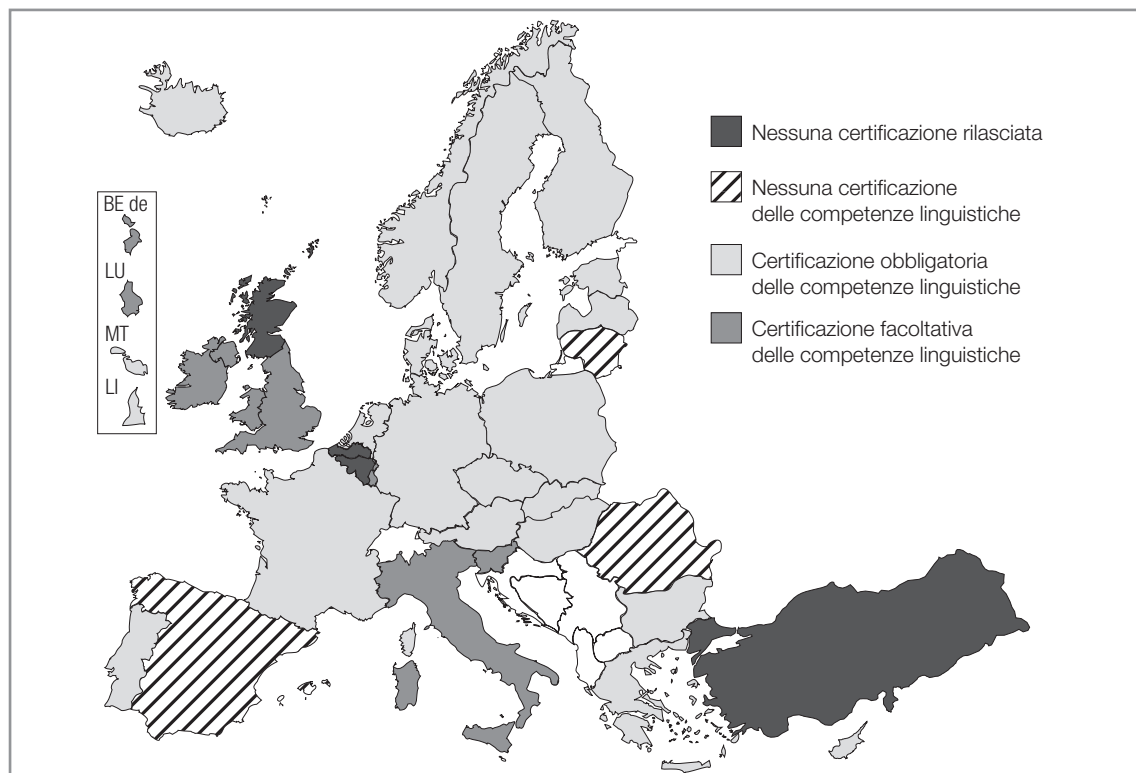 BE de
LU
MT
LI
Nessuna certificazione rilasciata
Nessuna certificazione
delle competenze linguistiche
Certificazione obbligatoria
delle competenze linguistiche
Certificazione facoltativa
delle competenze linguistiche